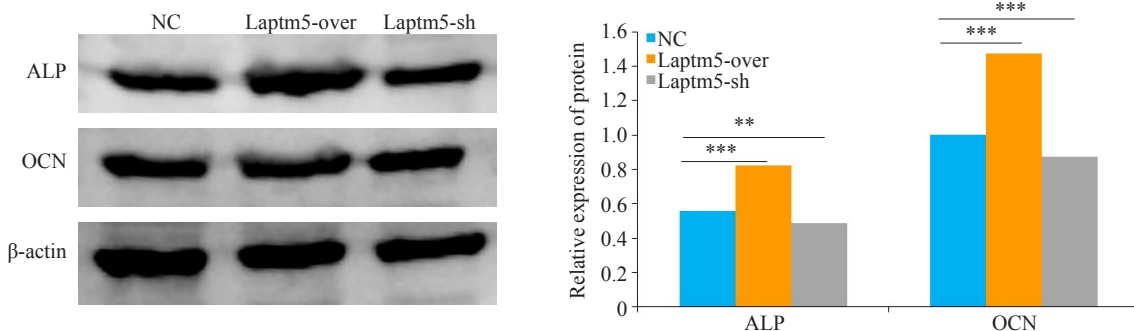 NC Laptm5-over Laptm5-sh
ALP
OCN
β-actin
Relative expression of protein
1.6
1.4
1.2
1.0
0.8
0.6
0.4
0.2
0
NC
Laptm5-over
Laptm5-sh
**
***
***
***
ALP OCN